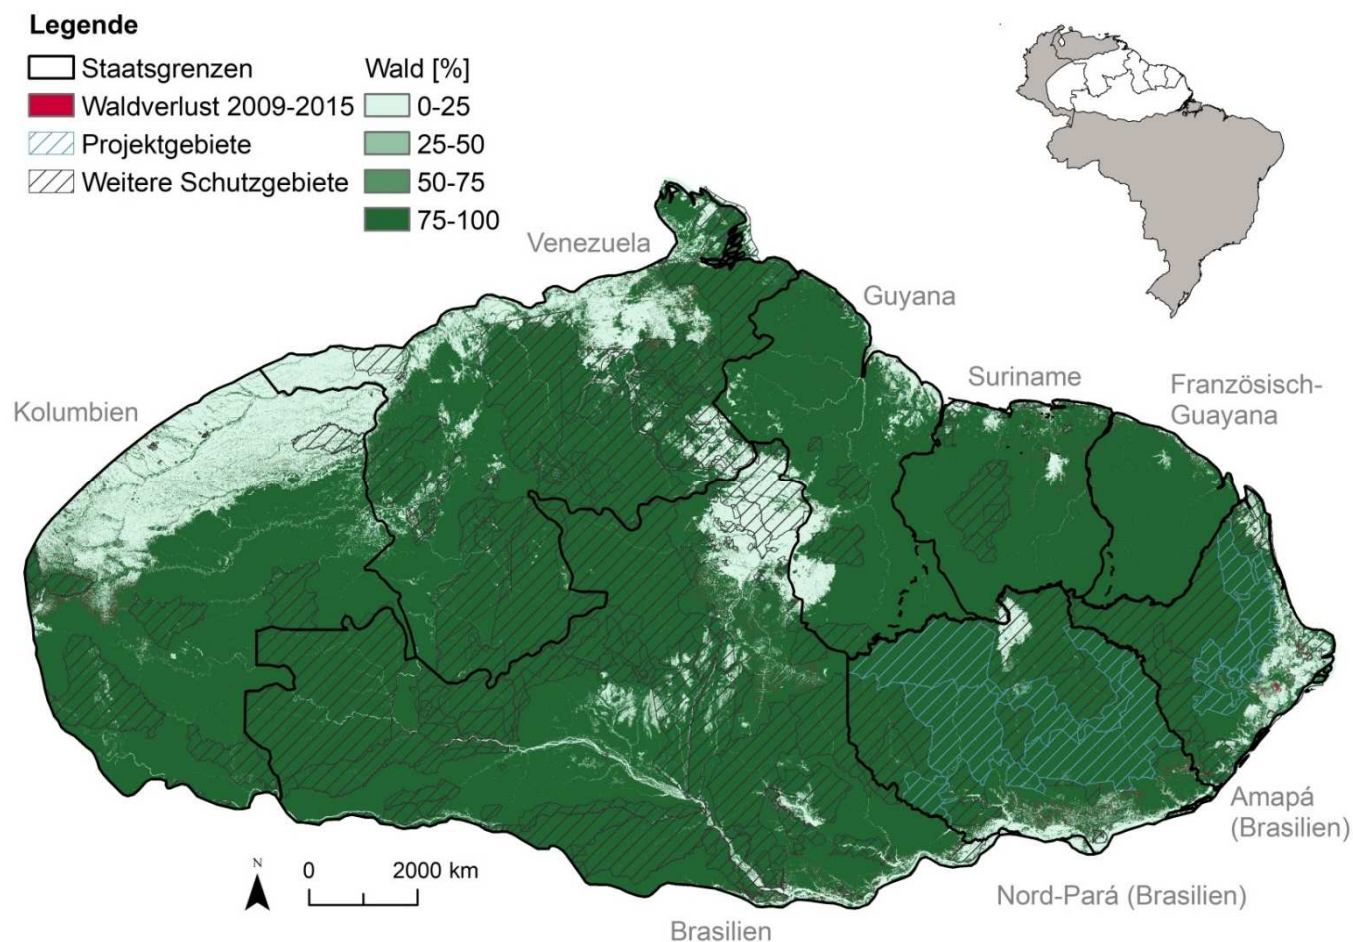 Legende
Staatsgrenzen
Waldverlust 2009-2015
Projektgebiete
Weitere Schutzgebiete
Wald [%]
0-25
25-50
50-75
75-100
Venezuela
Guyana
Suriname
Französisch-
Guayana
Kolumbien
Amapá
(Brasilien)
Nord-Pará (Brasilien)
Brasilien
N
0
2000 km